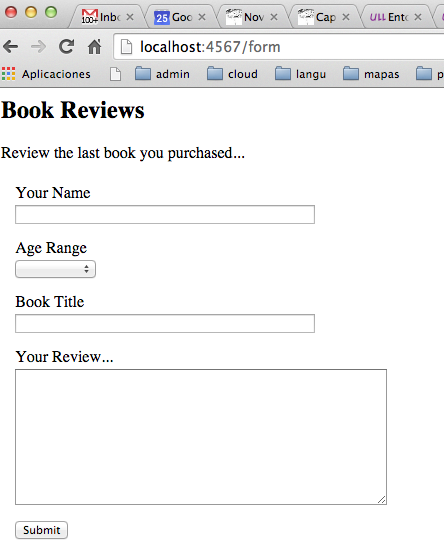 100+ Inbo 25 Goo Nov Cap ULL Ento
localhost:4567/form
Aplicaciones admin cloud langu mapas p
Book Reviews
Review the last book you purchased...
Your Name
Age Range
Book Title
Your Review...
Submit